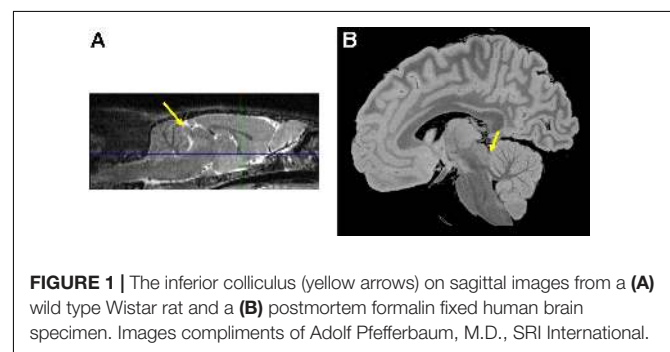 A
B
FIGURE 1 | The inferior colliculus (yellow arrows) on sagittal images from a (A)
wild type Wistar rat and a (B) postmortem formalin fixed human brain
specimen. Images compliments of Adolf Pfefferbaum, M.D., SRI International.